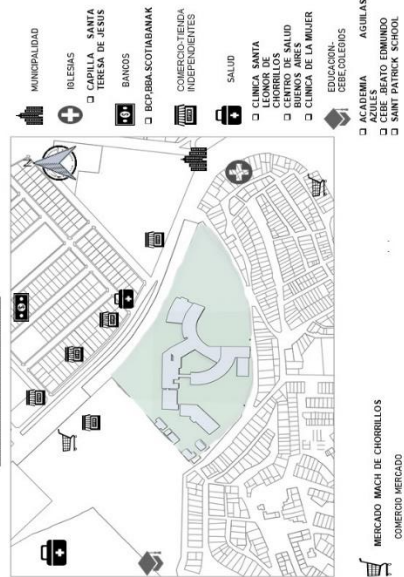 N
MUNICIPALIDAD
IGLESIAS
CAPILLA SANTA
TERESA DE JESUS
BANCOS
BCP,BBA,SCOTIABANAK
COMERCIO-TIENDA
INDEPENDIENTES
SALUD
CLINICA SANTA
LEONOR DE
CHORRILLOS
CENTRO DE SALUD
BUENOS AIRES
CLINICA DE LA MUJER
EDUCACION-
CEBE,COLEGIOS
ACADEMIA AGUILAS
AZULES
CEBE .BEATO EDMUNDO
SAINT PATRICK SCHOOL
MERCADO MACH DE CHORRILLOS
COMERCIO MERCADO